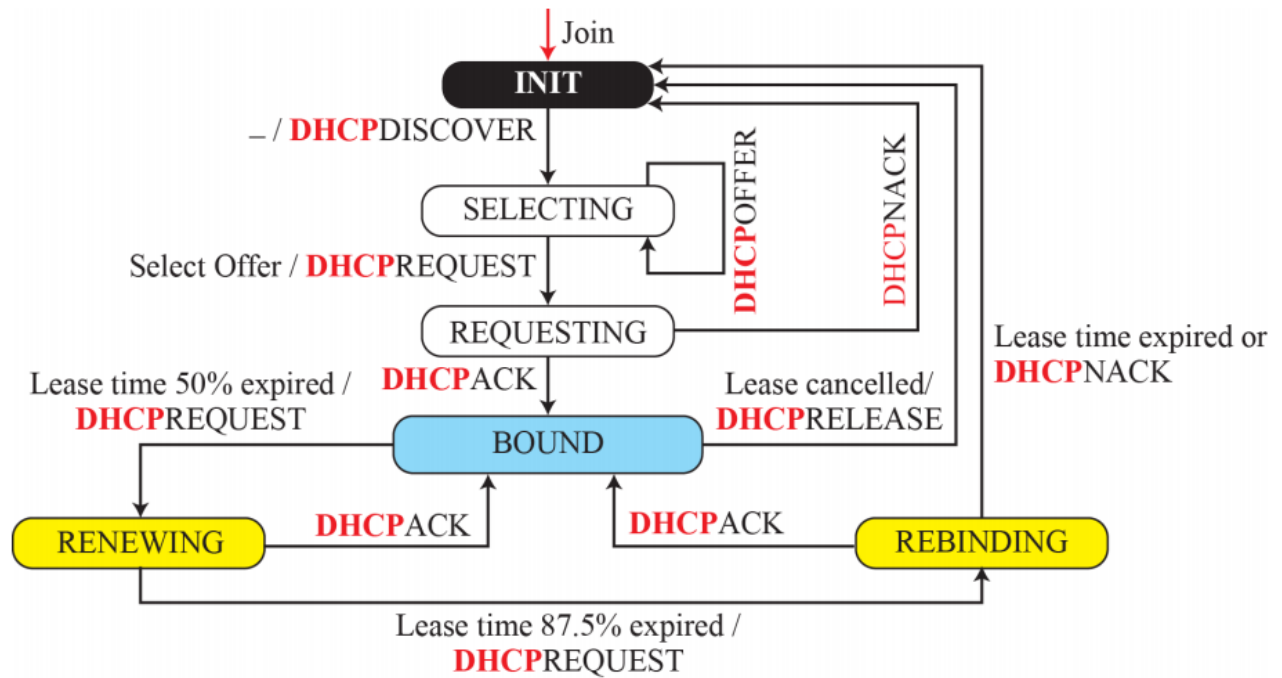 Join
INIT
– / DHCPDISCOVER
SELECTING
DHCPOFFER
DHCPNACK
Select Offer / DHCPREQUEST
REQUESTING
Lease time expired or
DHCPNACK
DHCPACK
Lease time 50% expired /
DHCPREQUEST
Lease cancelled/
DHCPRELEASE
BOUND
DHCPACK
DHCPACK
RENEWING
REBINDING
Lease time 87.5% expired /
DHCPREQUEST